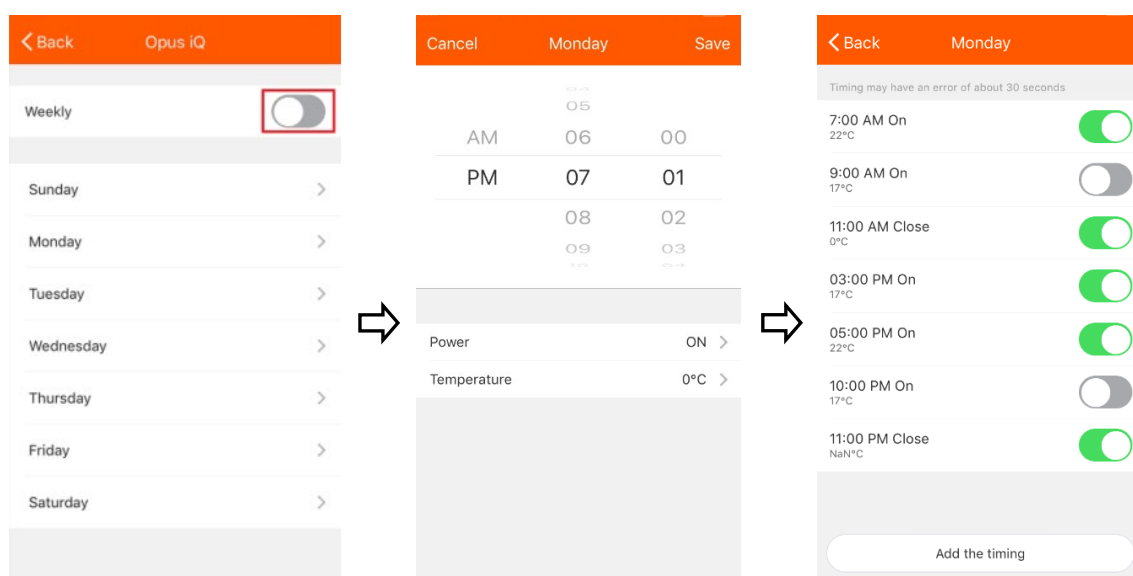 Back Opus iQ
Weekly
Sunday
Monday
Tuesday
Wednesday
Thursday
Friday
Saturday
Cancel Monday Save
05
AM 06 00
PM 07 01
08 02
09 03
Power ON
Temperature 0°C
Back Monday
Timing may have an error of about 30 seconds
7:00 AM On
22°C
9:00 AM On
17°C
11:00 AM Close
0°C
03:00 PM On
17°C
05:00 PM On
22°C
10:00 PM On
17°C
11:00 PM Close
NaN°C
Add the timing